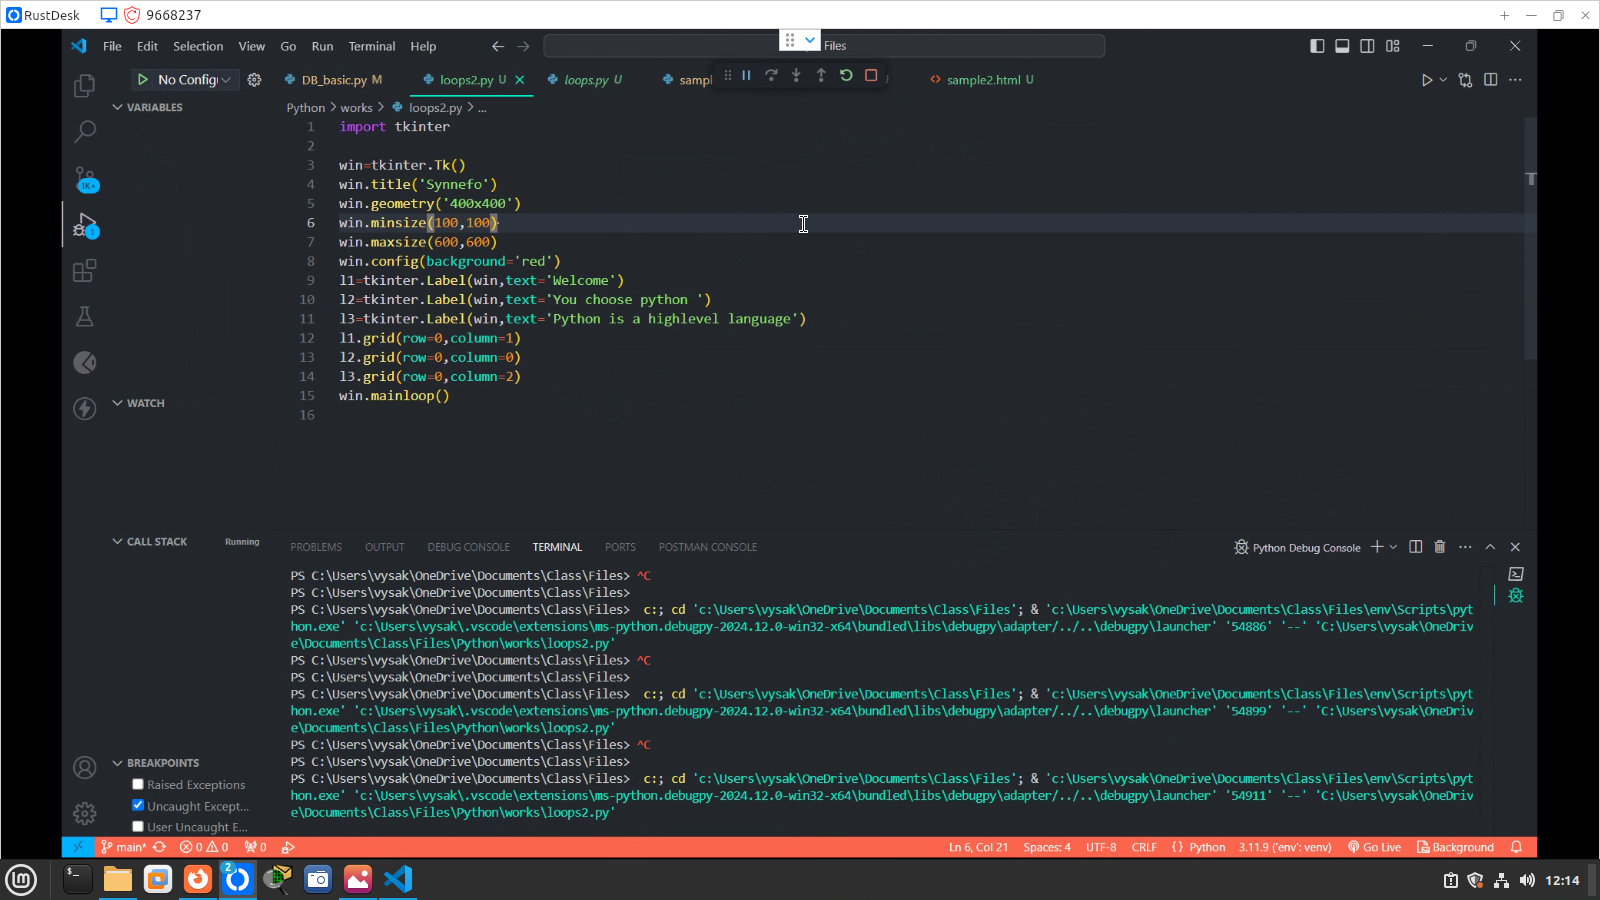 RustDesk 9668237
File Edit Selection View Go Run Terminal Help Files
No Config DB_basic.py M loops2.py U loops.py U sampl sample2.html U
VARIABLES
Python > works > loops2.py > ...
1 import tkinter
2
3 win=tkinter.Tk()
4 win.title('Synnefo')
5 win.geometry('400x400')
6 win.minsize(100,100)
7 win.maxsize(600,600)
8 win.config(background='red')
9 l1=tkinter.Label(win,text='Welcome')
10 l2=tkinter.Label(win,text='You choose python ')
11 l3=tkinter.Label(win,text='Python is a highlevel language')
12 l1.grid(row=0,column=1)
13 l2.grid(row=0,column=0)
14 l3.grid(row=0,column=2)
15 win.mainloop()
16
1K+
1
WATCH
CALL STACK Running
PROBLEMS OUTPUT DEBUG CONSOLE TERMINAL PORTS POSTMAN CONSOLE Python Debug Console
PS C:\Users\vysak\OneDrive\Documents\Class\Files> ^C
PS C:\Users\vysak\OneDrive\Documents\Class\Files>
PS C:\Users\vysak\OneDrive\Documents\Class\Files>  c:; cd 'c:\Users\vysak\OneDrive\Documents\Class\Files'; & 'c:\Users\vysak\OneDrive\Documents\Class\Files\env\Scripts\pyt
hon.exe' 'c:\Users\vysak\.vscode\extensions\ms-python.debugpy-2024.12.0-win32-x64\bundled\libs\debugpy\adapter/../..\debugpy\launcher' '54886' '--' 'C:\Users\vysak\OneDriv
e\Documents\Class\Files\Python\works\loops2.py'
PS C:\Users\vysak\OneDrive\Documents\Class\Files> ^C
PS C:\Users\vysak\OneDrive\Documents\Class\Files>
PS C:\Users\vysak\OneDrive\Documents\Class\Files>  c:; cd 'c:\Users\vysak\OneDrive\Documents\Class\Files'; & 'c:\Users\vysak\OneDrive\Documents\Class\Files\env\Scripts\pyt
hon.exe' 'c:\Users\vysak\.vscode\extensions\ms-python.debugpy-2024.12.0-win32-x64\bundled\libs\debugpy\adapter/../..\debugpy\launcher' '54899' '--' 'C:\Users\vysak\OneDriv
e\Documents\Class\Files\Python\works\loops2.py'
PS C:\Users\vysak\OneDrive\Documents\Class\Files> ^C
PS C:\Users\vysak\OneDrive\Documents\Class\Files>
PS C:\Users\vysak\OneDrive\Documents\Class\Files>  c:; cd 'c:\Users\vysak\OneDrive\Documents\Class\Files'; & 'c:\Users\vysak\OneDrive\Documents\Class\Files\env\Scripts\pyt
hon.exe' 'c:\Users\vysak\.vscode\extensions\ms-python.debugpy-2024.12.0-win32-x64\bundled\libs\debugpy\adapter/../..\debugpy\launcher' '54911' '--' 'C:\Users\vysak\OneDriv
e\Documents\Class\Files\Python\works\loops2.py'
BREAKPOINTS
Raised Exceptions
Uncaught Except...
User Uncaught E...
main* 0 0 0 Ln 6, Col 21 Spaces: 4 UTF-8 CRLF { } Python 3.11.9 ('env': venv) Go Live Background
2 12:14